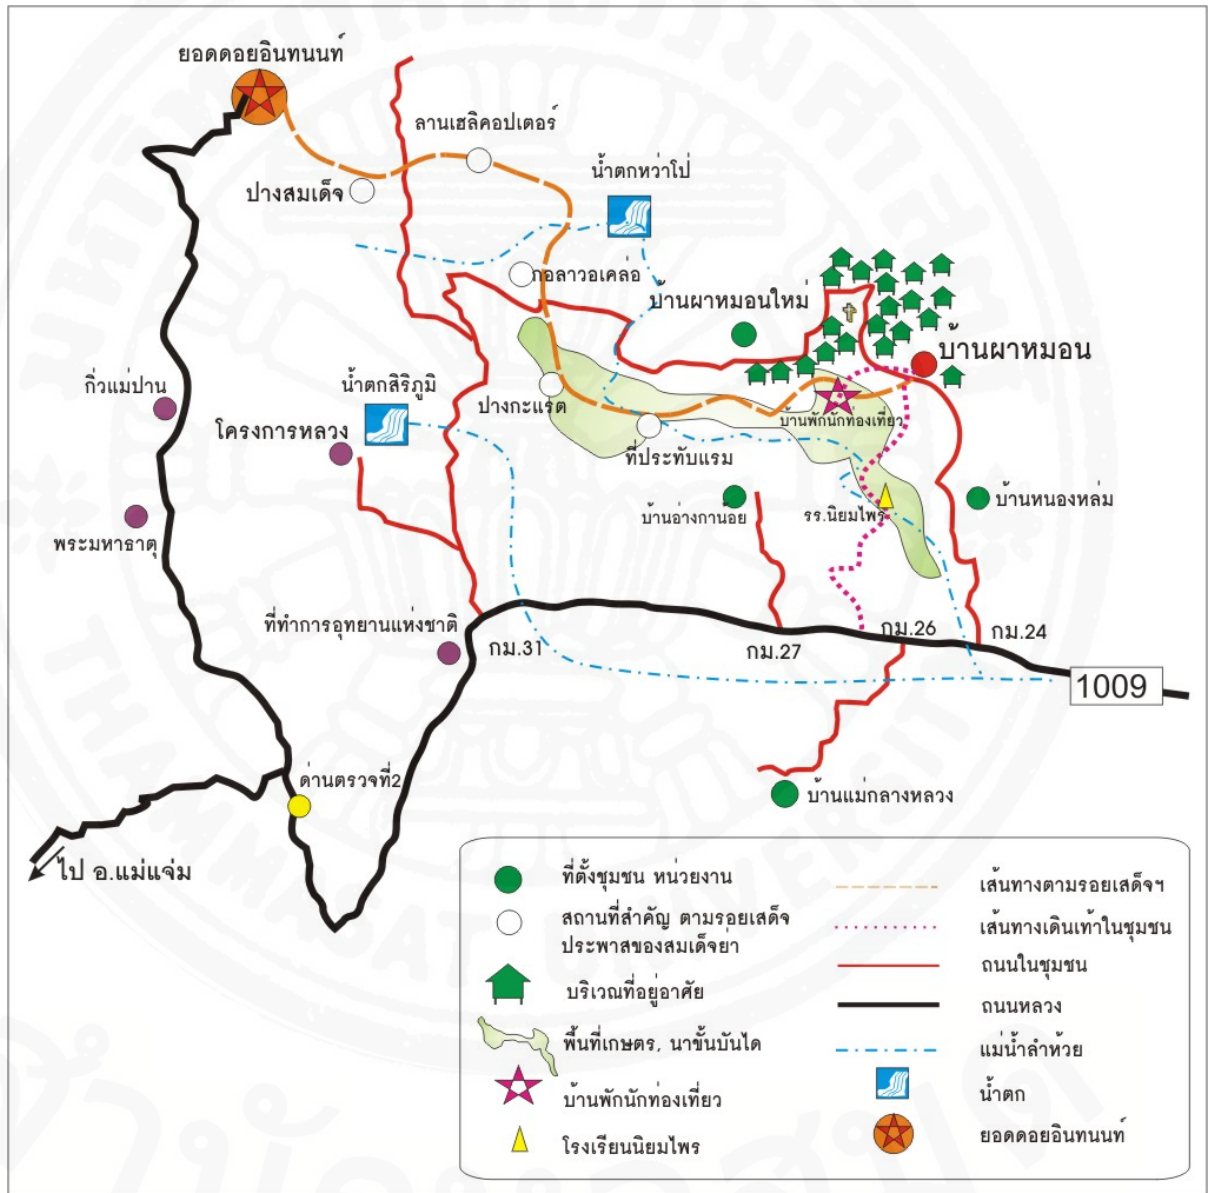 ยอดดอยอินทนนท์
ลานเฮลิคอปเตอร์
น้ำตกหว่าโป่
ปางสมเด็จ
กอลาวอเคล่อ
บ้านผาหมอนใหม่
บ้านผาหมอน
กิ่วแม่ปาน
น้ำตกสิริภูมิ
ปางกะแรต
บ้านพักนักท่องเที่ยว
โครงการหลวง
ที่ประทับแรม
บ้านอ่างกาน้อย
รร.นิยมไพร
บ้านหนองหล่ม
พระมหาธาตุ
ที่ทำการอุทยานแห่งชาติ
กม.31
กม.27
กม.26
กม.24
1009
ด่านตรวจที่2
บ้านแม่กลางหลวง
ไป อ.แม่แจ่ม
ที่ตั้งชุมชน หน่วยงาน
สถานที่สำคัญ ตามรอยเสด็จ
ประพาสของสมเด็จย่า
บริเวณที่อยู่อาศัย
พื้นที่เกษตร, นาขั้นบันได
บ้านพักนักท่องเที่ยว
โรงเรียนนิยมไพร
เส้นทางตามรอยเสด็จฯ
เส้นทางเดินเท้าในชุมชน
ถนนในชุมชน
ถนนหลวง
แม่น้ำลำห้วย
น้ำตก
ยอดดอยอินทนนท์
THAMMASAT UNIVERSITY